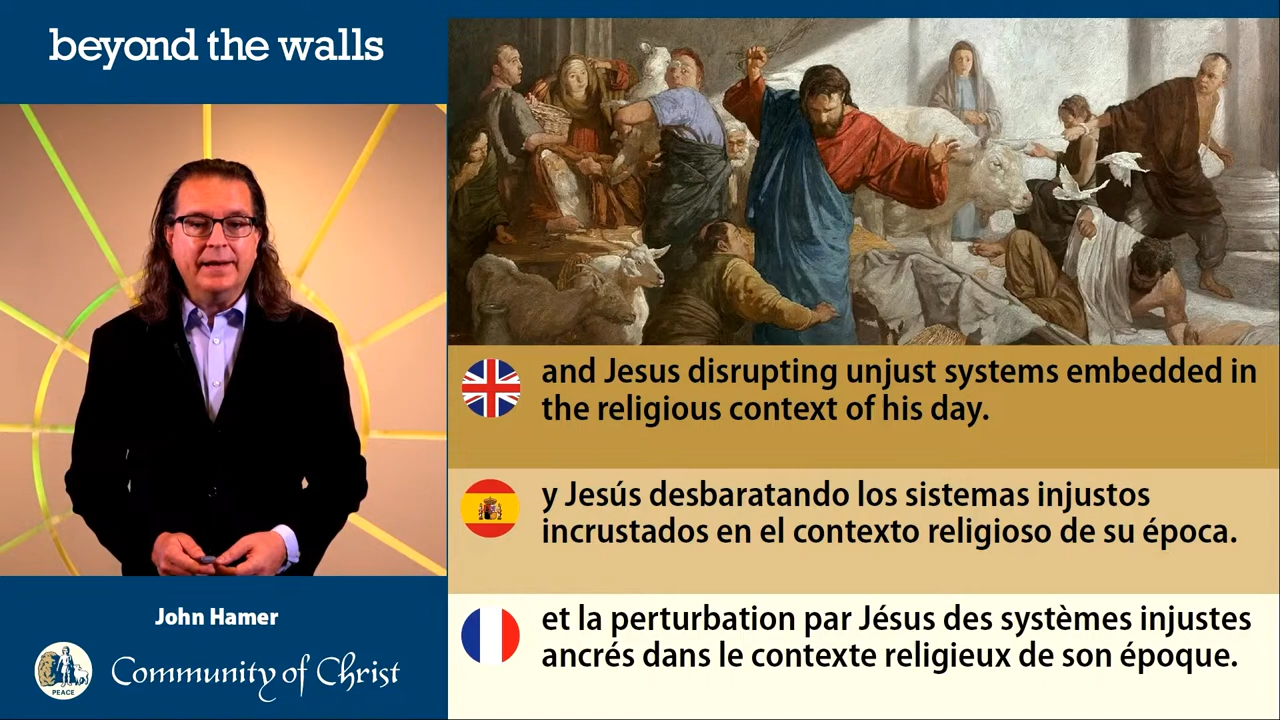 beyond the walls
and Jesus disrupting unjust systems embedded in
the religious context of his day.
y Jesús desbaratando los sistemas injustos
incrustados en el contexto religioso de su época.
et la perturbation par Jésus des systèmes injustes
ancrés dans le contexte religieux de son époque.
John Hamer
PEACE
Community of Christ